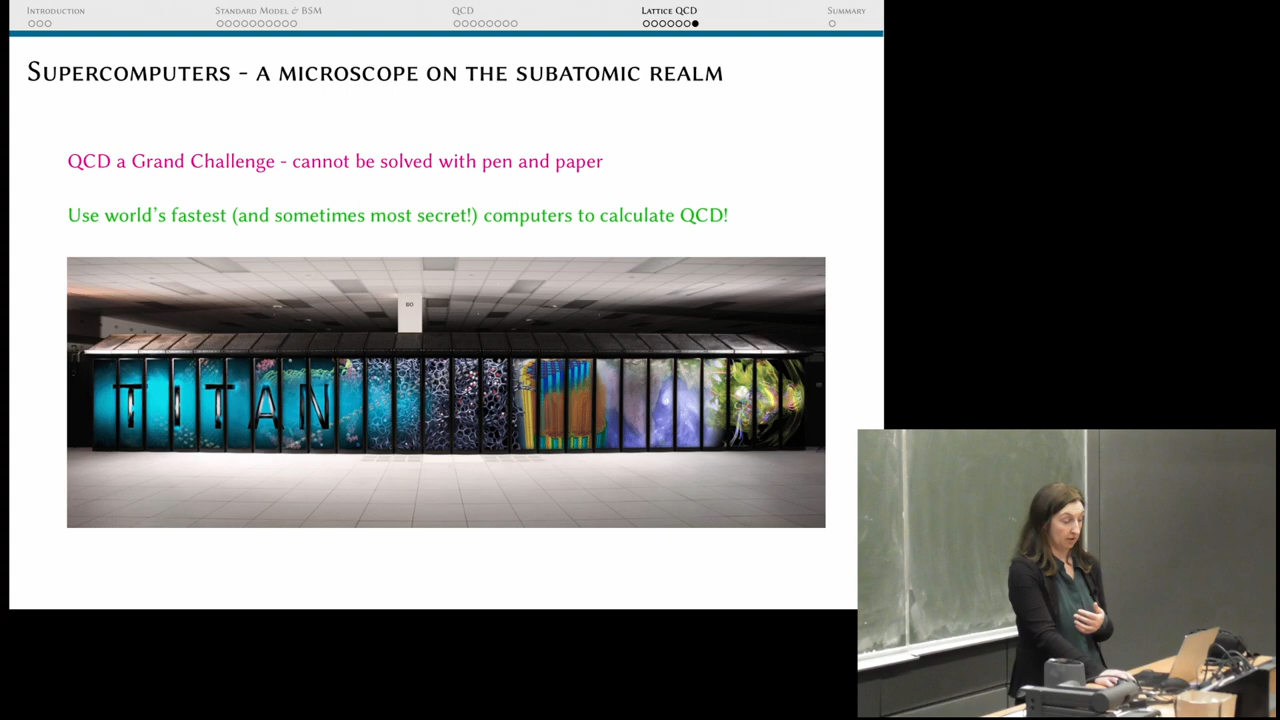 Introduction
Standard Model & BSM
QCD
Lattice QCD
Summary
Supercomputers - a microscope on the subatomic realm
QCD a Grand Challenge - cannot be solved with pen and paper
Use world's fastest (and sometimes most secret!) computers to calculate QCD!
TITAN